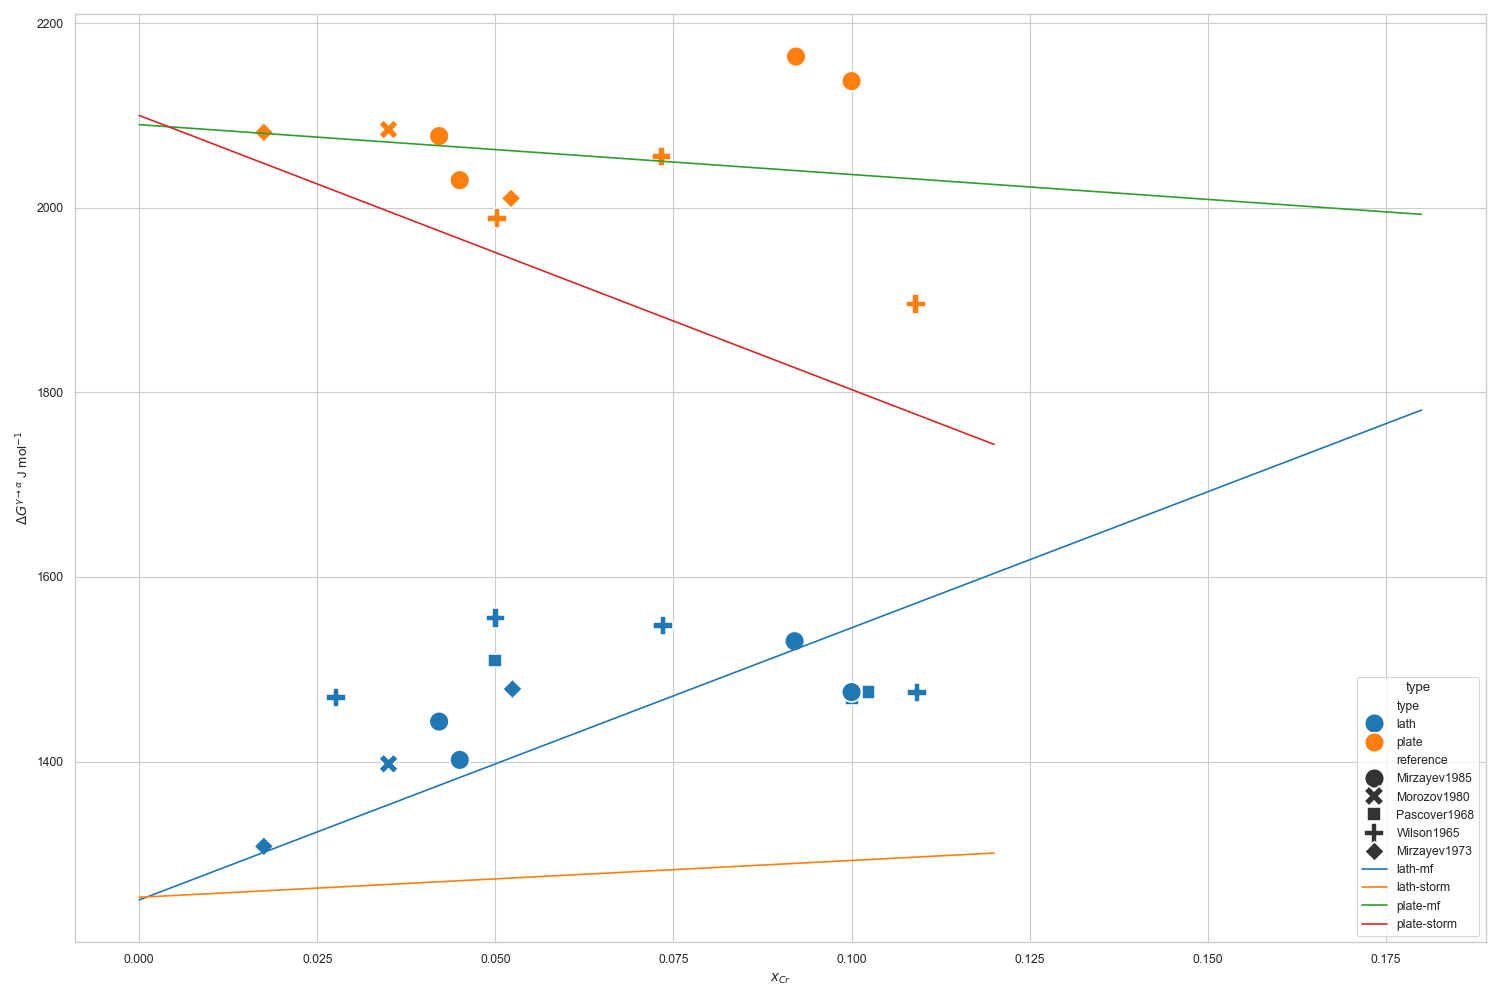 2200
2000
1800
1600
1400
ΔG^{γ→α} J mol^{−1}
0.000 0.025 0.050 0.075 0.100 0.125 0.150 0.175
x_{Cr}
type
type
lath
plate
reference
Mirzayev1985
Morozov1980
Pascover1968
Wilson1965
Mirzayev1973
lath-mf
lath-storm
plate-mf
plate-storm